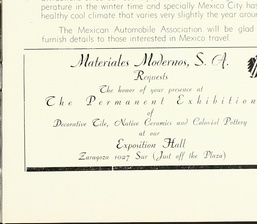 perature in the winter time and specially Mexico City has
healthy cool climate that varies very slightly the year around
The Mexican Automobile Association will be glad
furnish details to those interested in Mexico travel.
Materiales Modernos, S. A.
Requests
The honor of your presence at
The Permanent Exhibition
of
Decorative Tile, Native Ceramics and Colonial Pottery
at our
Exposition Hall
Zaragoza 1027 Sur (Just off the Plaza)